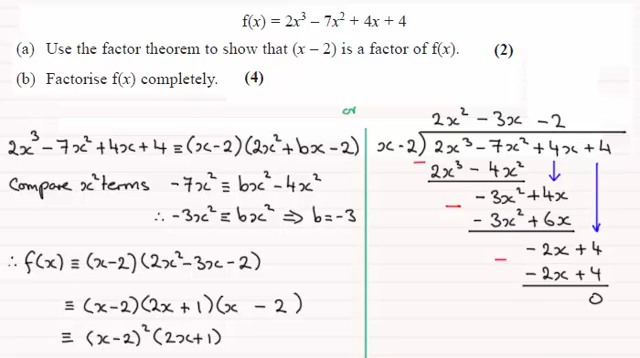 f(x) = 2x³ – 7x² + 4x + 4
(a) Use the factor theorem to show that (x – 2) is a factor of f(x). (2)
(b) Factorise f(x) completely. (4)
or
2x³ - 7x² + 4x + 4 ≡ (x-2)(2x² + bx - 2)
Compare x² terms -7x² ≡ bx² - 4x²
∴ -3x² ≡ bx² ⇒ b = -3
∴ f(x) ≡ (x-2)(2x² - 3x - 2)
≡ (x-2)(2x + 1)(x - 2)
≡ (x-2)²(2x+1)
2x² - 3x - 2
x - 2) 2x³ - 7x² + 4x + 4
- 2x³ - 4x²
- 3x² + 4x
- - 3x² + 6x
- 2x + 4
- - 2x + 4
0